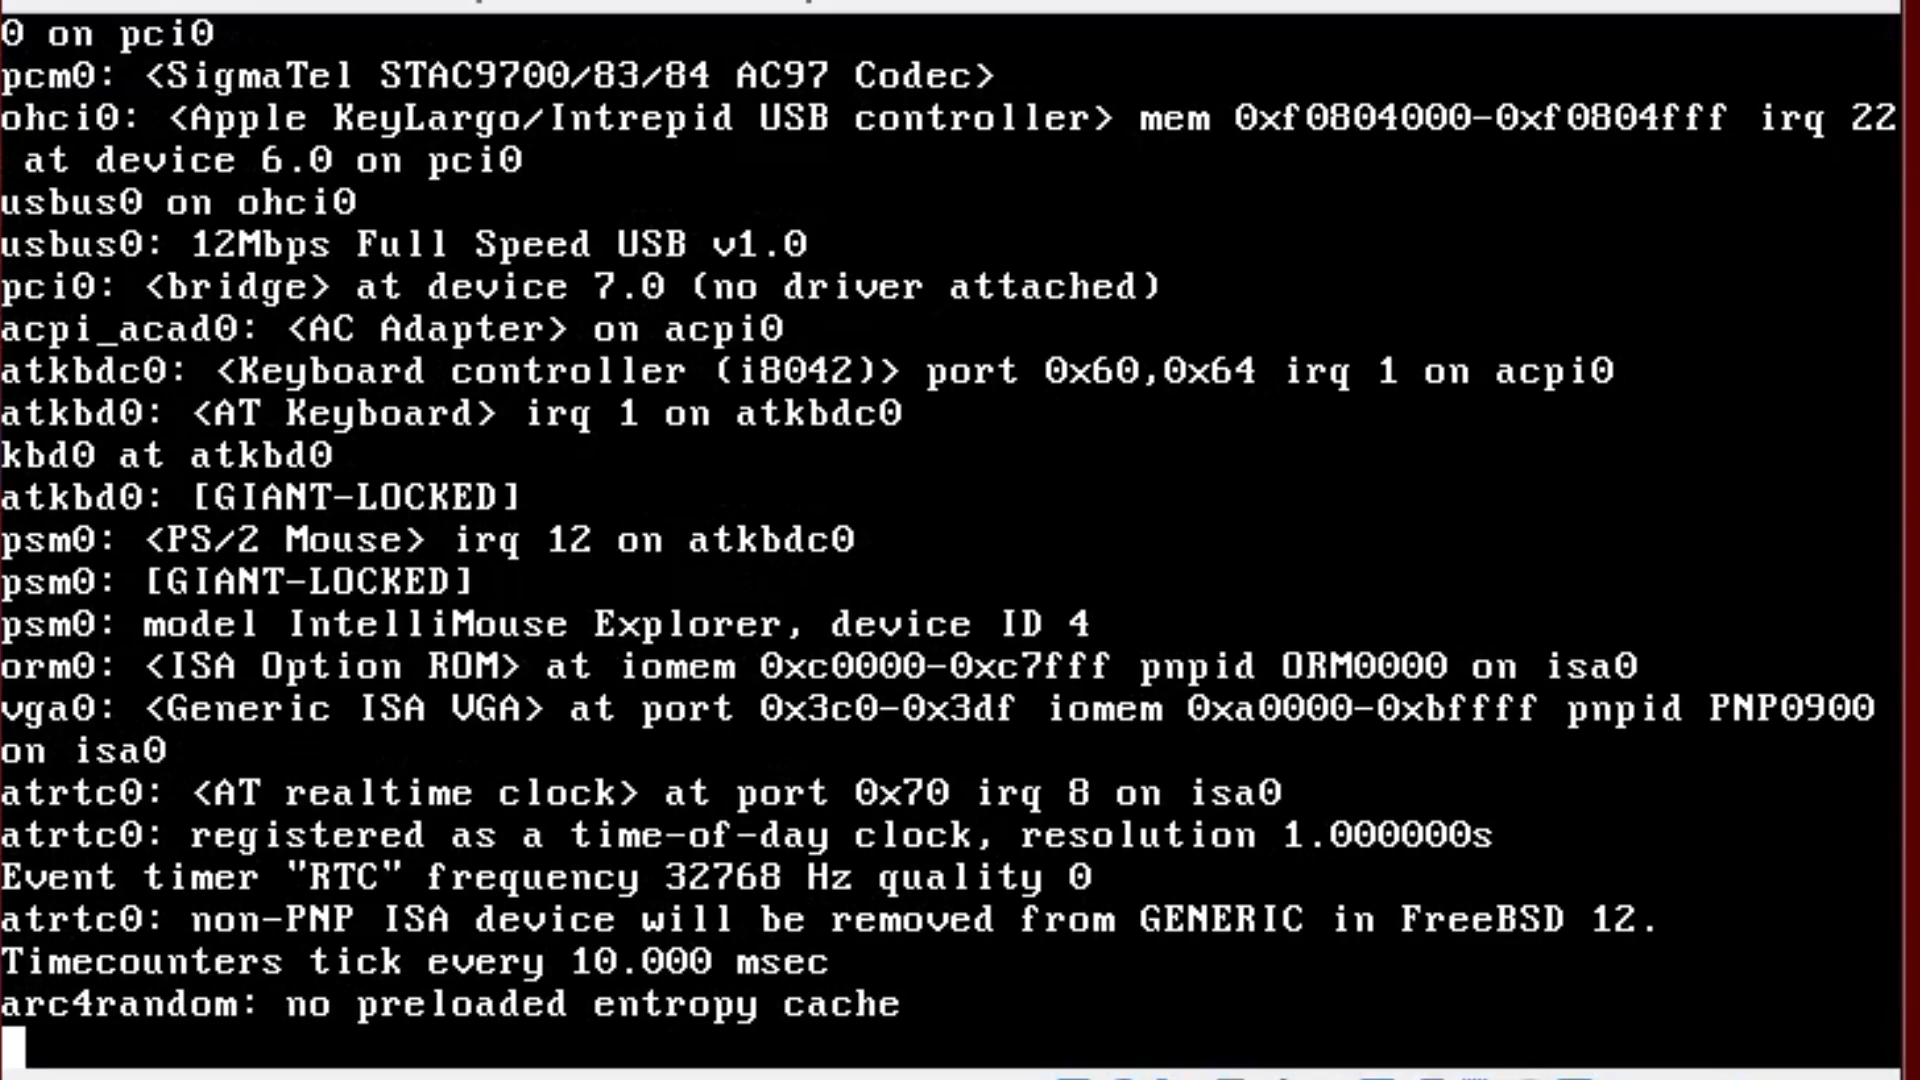 0 on pci0
pcm0: <SigmaTel STAC9700/83/84 AC97 Codec>
ohci0: <Apple KeyLargo/Intrepid USB controller> mem 0xf0804000-0xf0804fff irq 22
at device 6.0 on pci0
usbus0 on ohci0
usbus0: 12Mbps Full Speed USB v1.0
pci0: <bridge> at device 7.0 (no driver attached)
acpi_acad0: <AC Adapter> on acpi0
atkbdc0: <Keyboard controller (i8042)> port 0x60,0x64 irq 1 on acpi0
atkbd0: <AT Keyboard> irq 1 on atkbdc0
kbd0 at atkbd0
atkbd0: [GIANT-LOCKED]
psm0: <PS/2 Mouse> irq 12 on atkbdc0
psm0: [GIANT-LOCKED]
psm0: model IntelliMouse Explorer, device ID 4
orm0: <ISA Option ROM> at iomem 0xc0000-0xc7fff pnpid ORM0000 on isa0
vga0: <Generic ISA VGA> at port 0x3c0-0x3df iomem 0xa0000-0xbffff pnpid PNP0900
on isa0
atrtc0: <AT realtime clock> at port 0x70 irq 8 on isa0
atrtc0: registered as a time-of-day clock, resolution 1.000000s
Event timer "RTC" frequency 32768 Hz quality 0
atrtc0: non-PNP ISA device will be removed from GENERIC in FreeBSD 12.
Timecounters tick every 10.000 msec
arc4random: no preloaded entropy cache